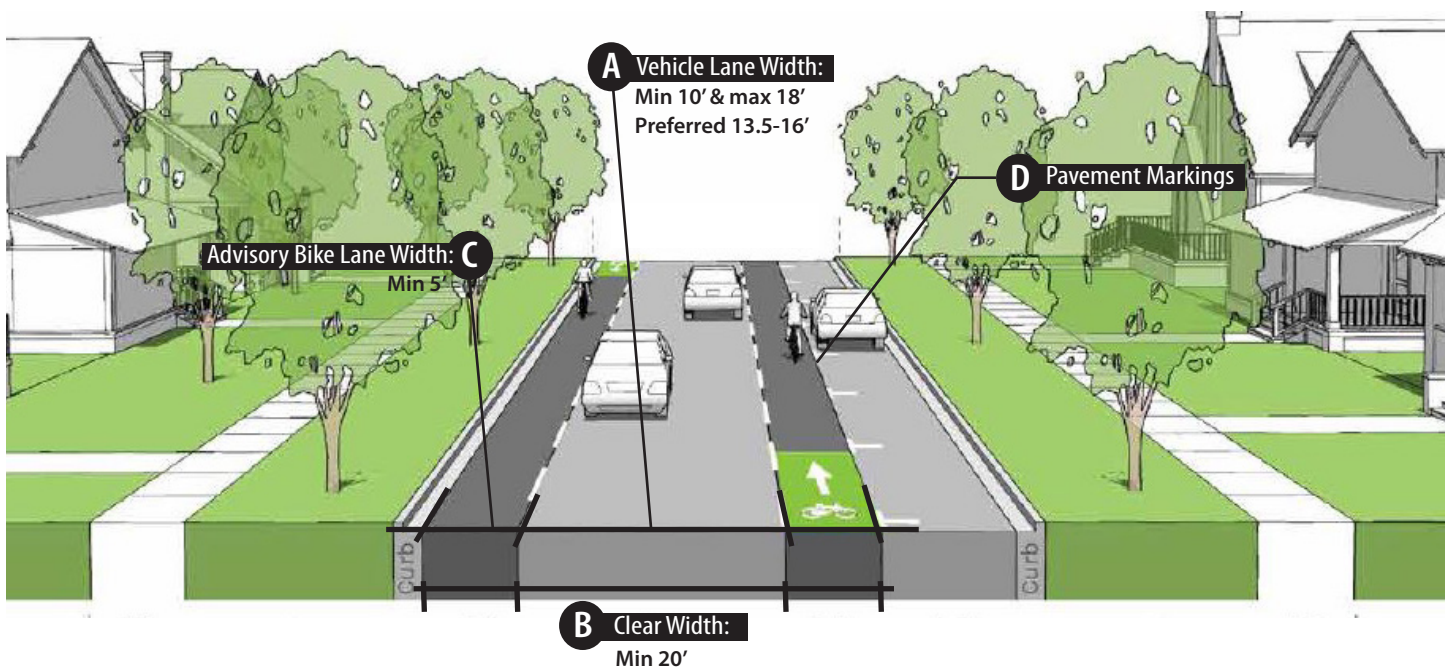 A Vehicle Lane Width:
Min 10’ & max 18’
Preferred 13.5-16’
D Pavement Markings
Advisory Bike Lane Width: C
Min 5’
Curb
Curb
B Clear Width:
Min 20’